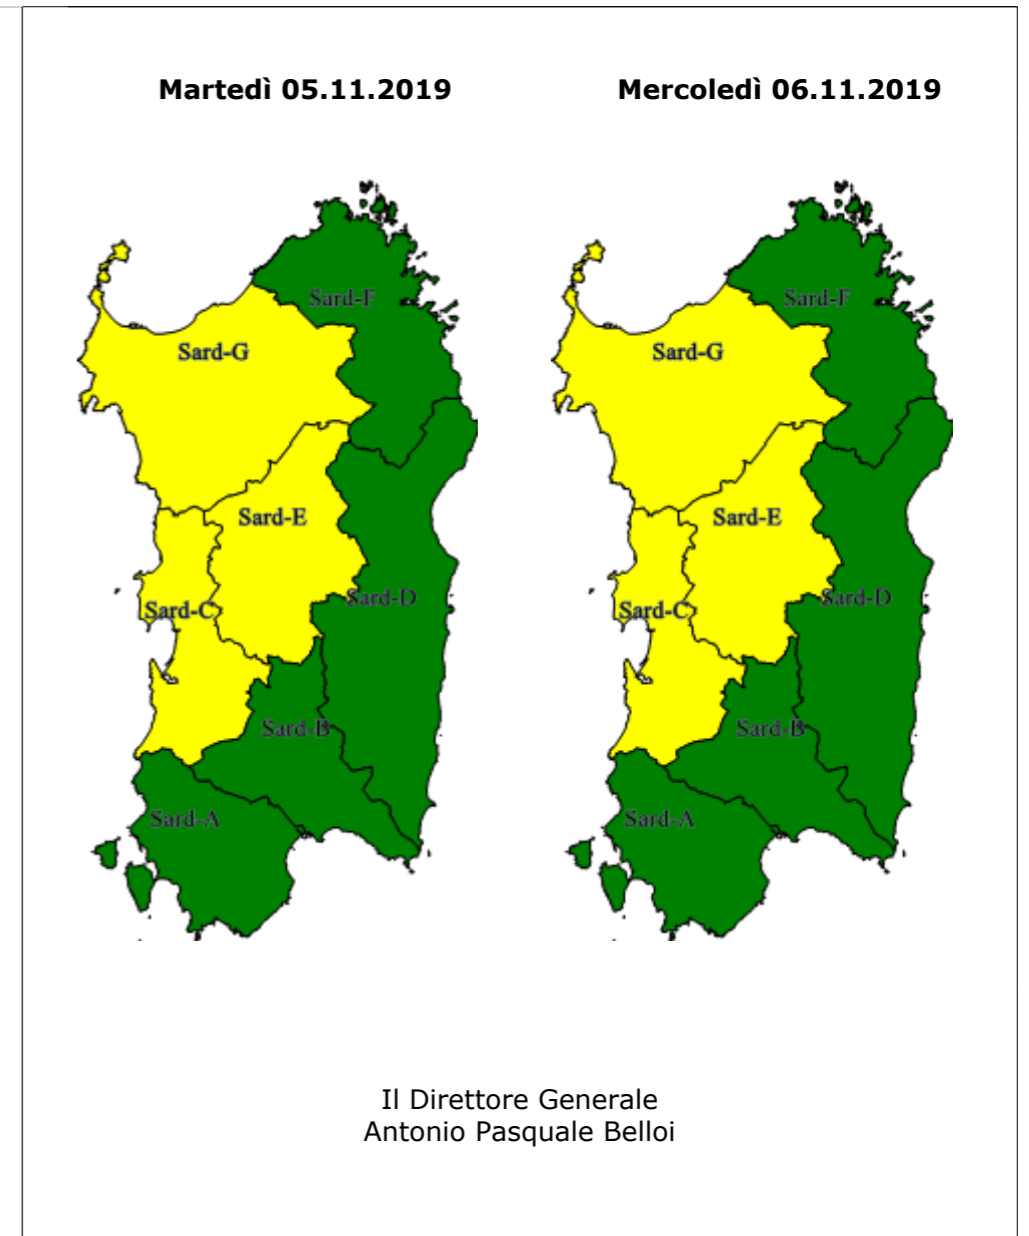 Martedì 05.11.2019
Mercoledì 06.11.2019
Sard-F
Sard-G
Sard-E
Sard-D
Sard-C
Sard-B
Sard-A
Sard-F
Sard-G
Sard-E
Sard-D
Sard-C
Sard-B
Sard-A
Il Direttore Generale
Antonio Pasquale Belloi